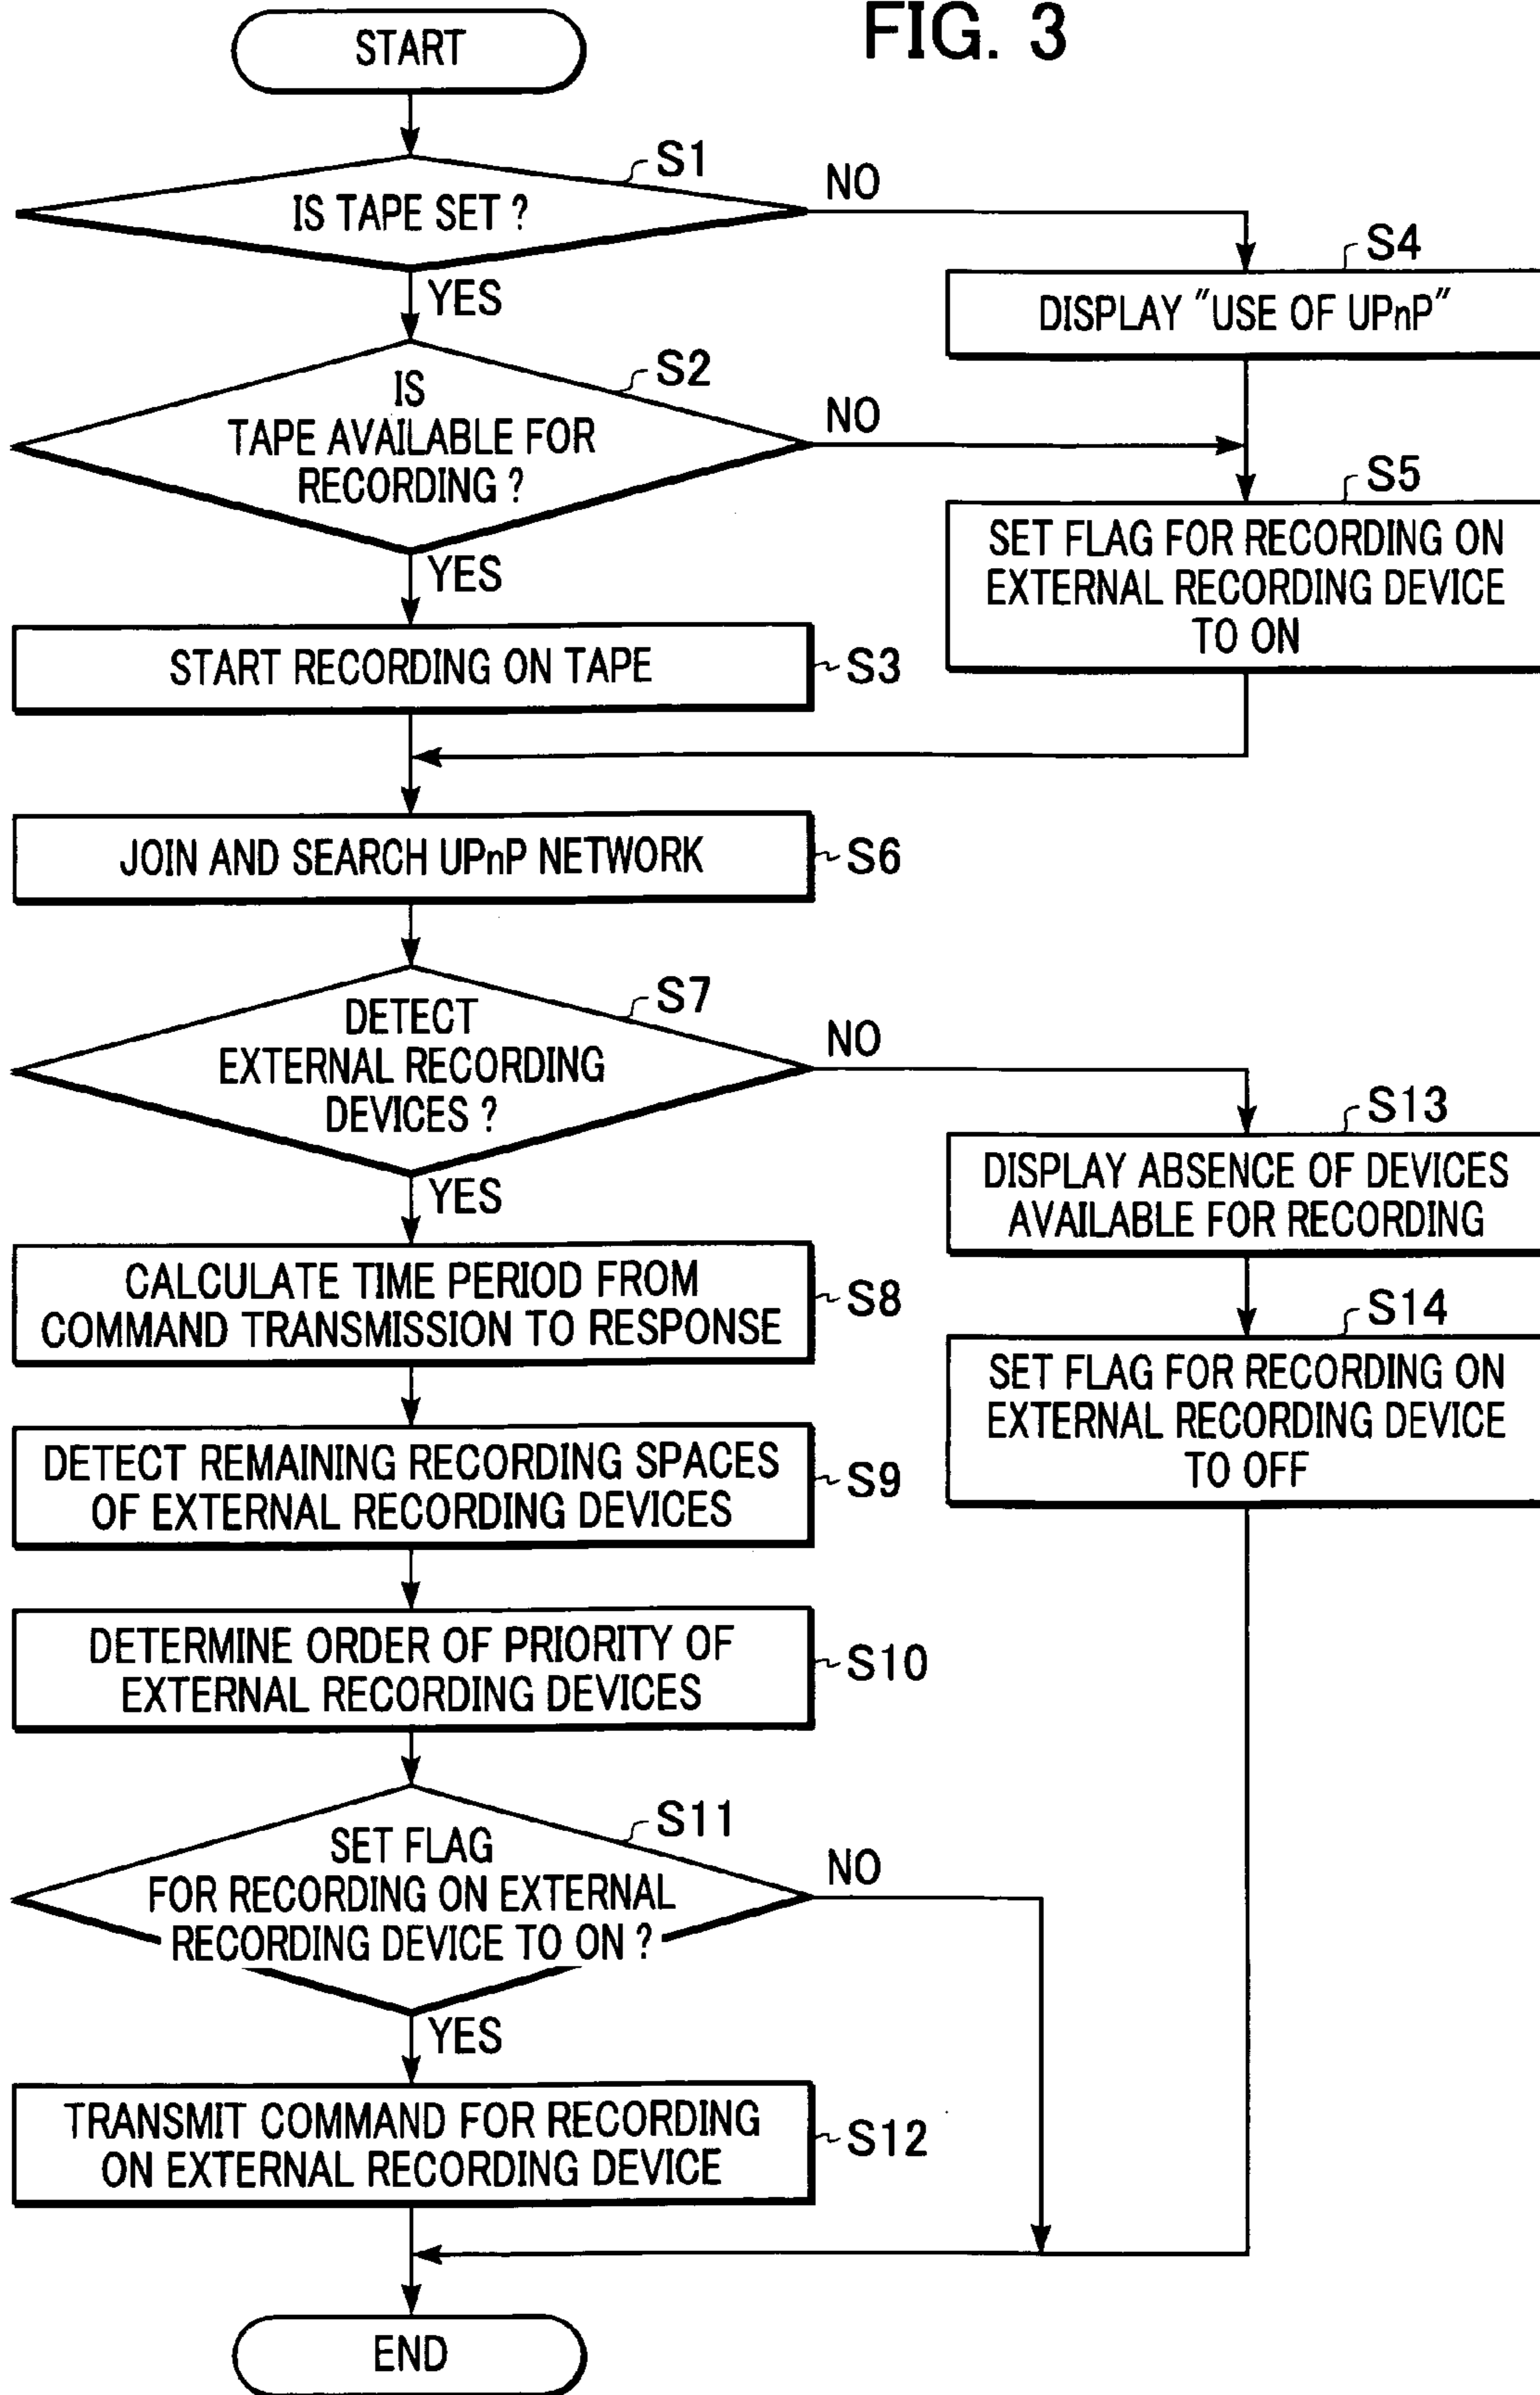 FIG. 3
START
S1
IS TAPE SET ?
NO
YES
S4
DISPLAY "USE OF UPnP"
S2
IS
TAPE AVAILABLE FOR
RECORDING ?
NO
YES
S5
SET FLAG FOR RECORDING ON
EXTERNAL RECORDING DEVICE
TO ON
START RECORDING ON TAPE
S3
JOIN AND SEARCH UPnP NETWORK
S6
S7
DETECT
EXTERNAL RECORDING
DEVICES ?
NO
YES
S13
DISPLAY ABSENCE OF DEVICES
AVAILABLE FOR RECORDING
CALCULATE TIME PERIOD FROM
COMMAND TRANSMISSION TO RESPONSE
S8
S14
SET FLAG FOR RECORDING ON
EXTERNAL RECORDING DEVICE
TO OFF
DETECT REMAINING RECORDING SPACES
OF EXTERNAL RECORDING DEVICES
S9
DETERMINE ORDER OF PRIORITY OF
EXTERNAL RECORDING DEVICES
S10
S11
SET FLAG
FOR RECORDING ON EXTERNAL
RECORDING DEVICE TO ON ?
NO
YES
TRANSMIT COMMAND FOR RECORDING
ON EXTERNAL RECORDING DEVICE
S12
END